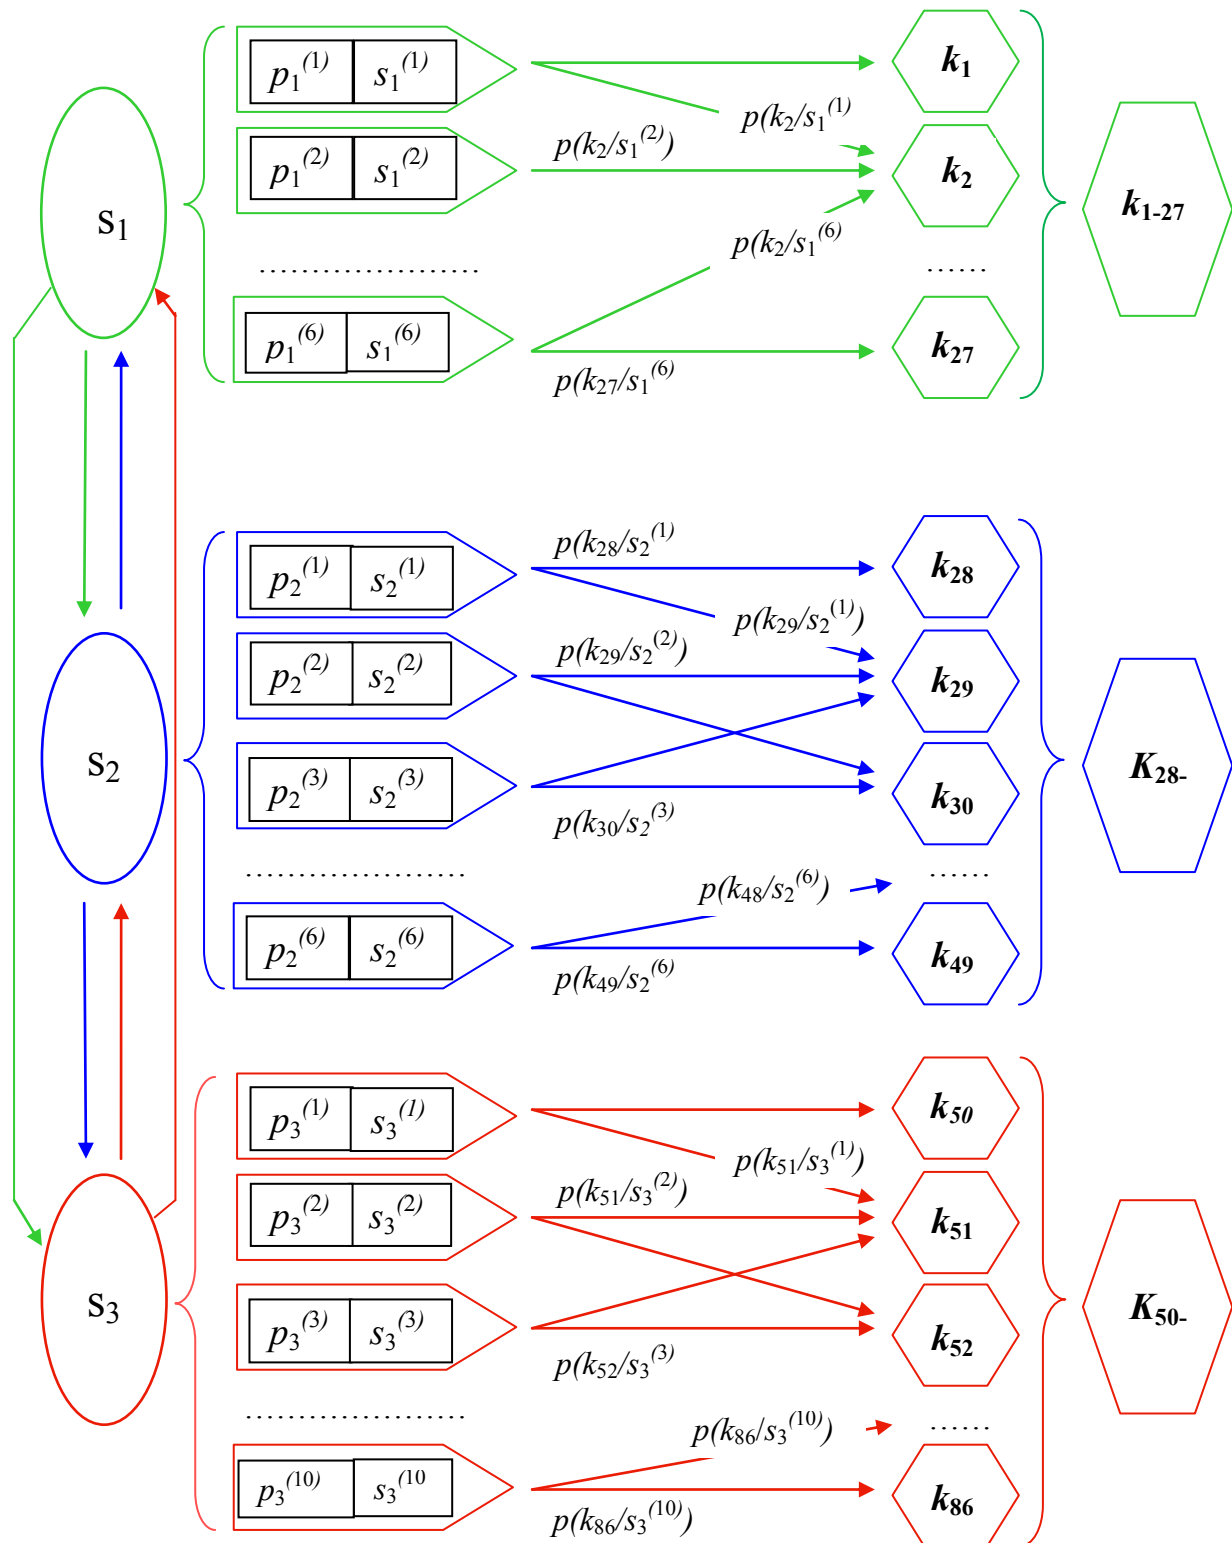 s₁
p₁⁽¹⁾ s₁⁽¹⁾
k₁
p(k₂/s₁⁽¹⁾
p₁⁽²⁾ s₁⁽²⁾
p(k₂/s₁⁽²⁾)
k₂
k₁₋₂₇
p(k₂/s₁⁽⁶⁾
.....................
......
p₁⁽⁶⁾ s₁⁽⁶⁾
k₂₇
p(k₂₇/s₁⁽⁶⁾
s₂
p(k₂₈/s₂⁽¹⁾
p₂⁽¹⁾ s₂⁽¹⁾
k₂₈
p(k₂₉/s₂⁽¹⁾)
p(k₂₉/s₂⁽²⁾)
p₂⁽²⁾ s₂⁽²⁾
k₂₉
p₂⁽³⁾ s₂⁽³⁾
k₃₀
K₂₈₋
p(k₃₀/s₂⁽³⁾
.....................
p(k₄₈/s₂⁽⁶⁾)
......
p₂⁽⁶⁾ s₂⁽⁶⁾
k₄₉
p(k₄₉/s₂⁽⁶⁾
s₃
p₃⁽¹⁾ s₃⁽¹⁾
k₅₀
p(k₅₁/s₃⁽¹⁾)
p(k₅₁/s₃⁽²⁾)
p₃⁽²⁾ s₃⁽²⁾
k₅₁
p₃⁽³⁾ s₃⁽³⁾
k₅₂
K₅₀₋
p(k₅₂/s₃⁽³⁾
.....................
p(k₈₆/s₃⁽¹⁰⁾)
......
p₃⁽¹⁰⁾ s₃⁽¹⁰
k₈₆
p(k₈₆/s₃⁽¹⁰⁾)